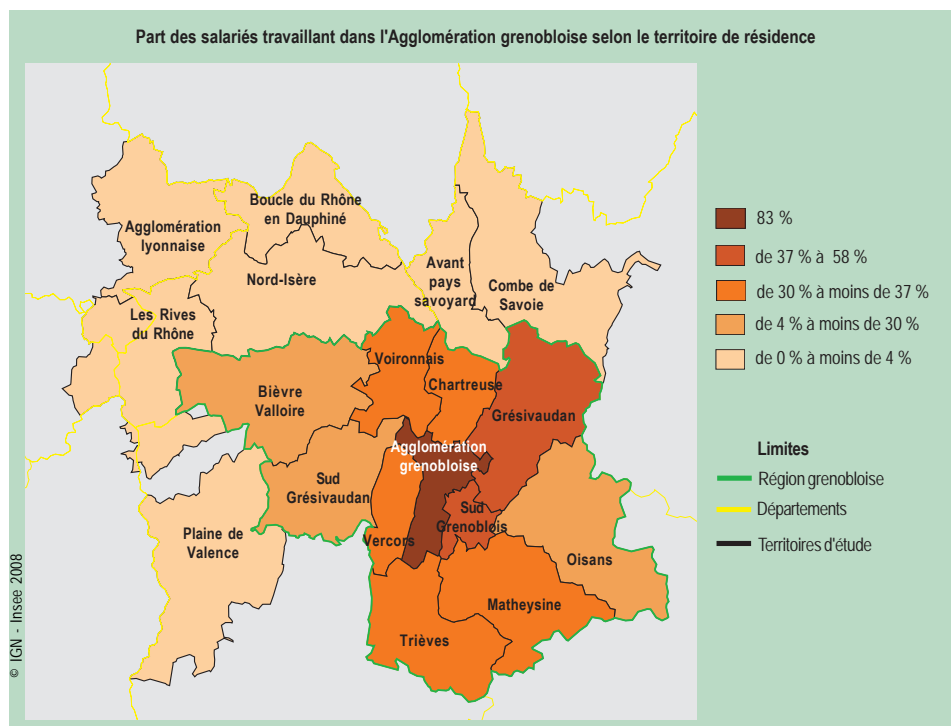 Part des salariés travaillant dans l'Agglomération grenobloise selon le territoire de résidence
Boucle du Rhône
en Dauphiné
Agglomération
lyonnaise
Avant
pays
savoyard
Nord-Isère
Combe de
Savoie
Les Rives
du Rhône
Voironnais
Chartreuse
Bièvre
Valloire
Grésivaudan
Agglomération
grenobloise
Sud
Grésivaudan
Sud
Grenoblois
Plaine de
Valence
Vercors
Oisans
Matheysine
Trièves
83 %
de 37 % à 58 %
de 30 % à moins de 37 %
de 4 % à moins de 30 %
de 0 % à moins de 4 %
Limites
Région grenobloise
Départements
Territoires d'étude
© IGN - Insee 2008